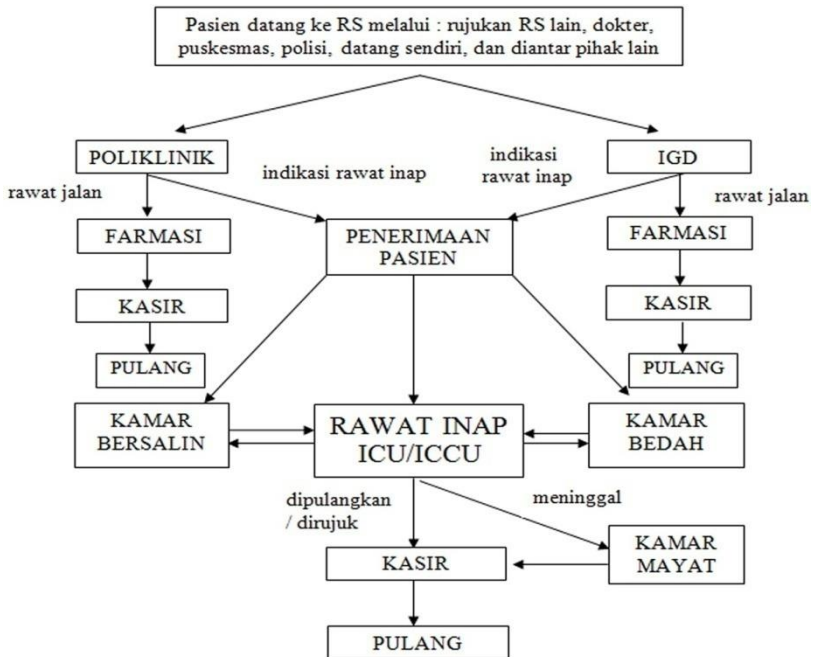 Pasien datang ke RS melalui : rujukan RS lain, dokter,
puskesmas, polisi, datang sendiri, dan diantar pihak lain
POLIKLINIK
indikasi rawat inap
indikasi
rawat inap
IGD
rawat jalan
rawat jalan
FARMASI
PENERIMAAN
PASIEN
FARMASI
KASIR
KASIR
PULANG
PULANG
KAMAR
BERSALIN
RAWAT INAP
ICU/ICCU
KAMAR
BEDAH
dipulangkan
/ dirujuk
meninggal
KASIR
KAMAR
MAYAT
PULANG